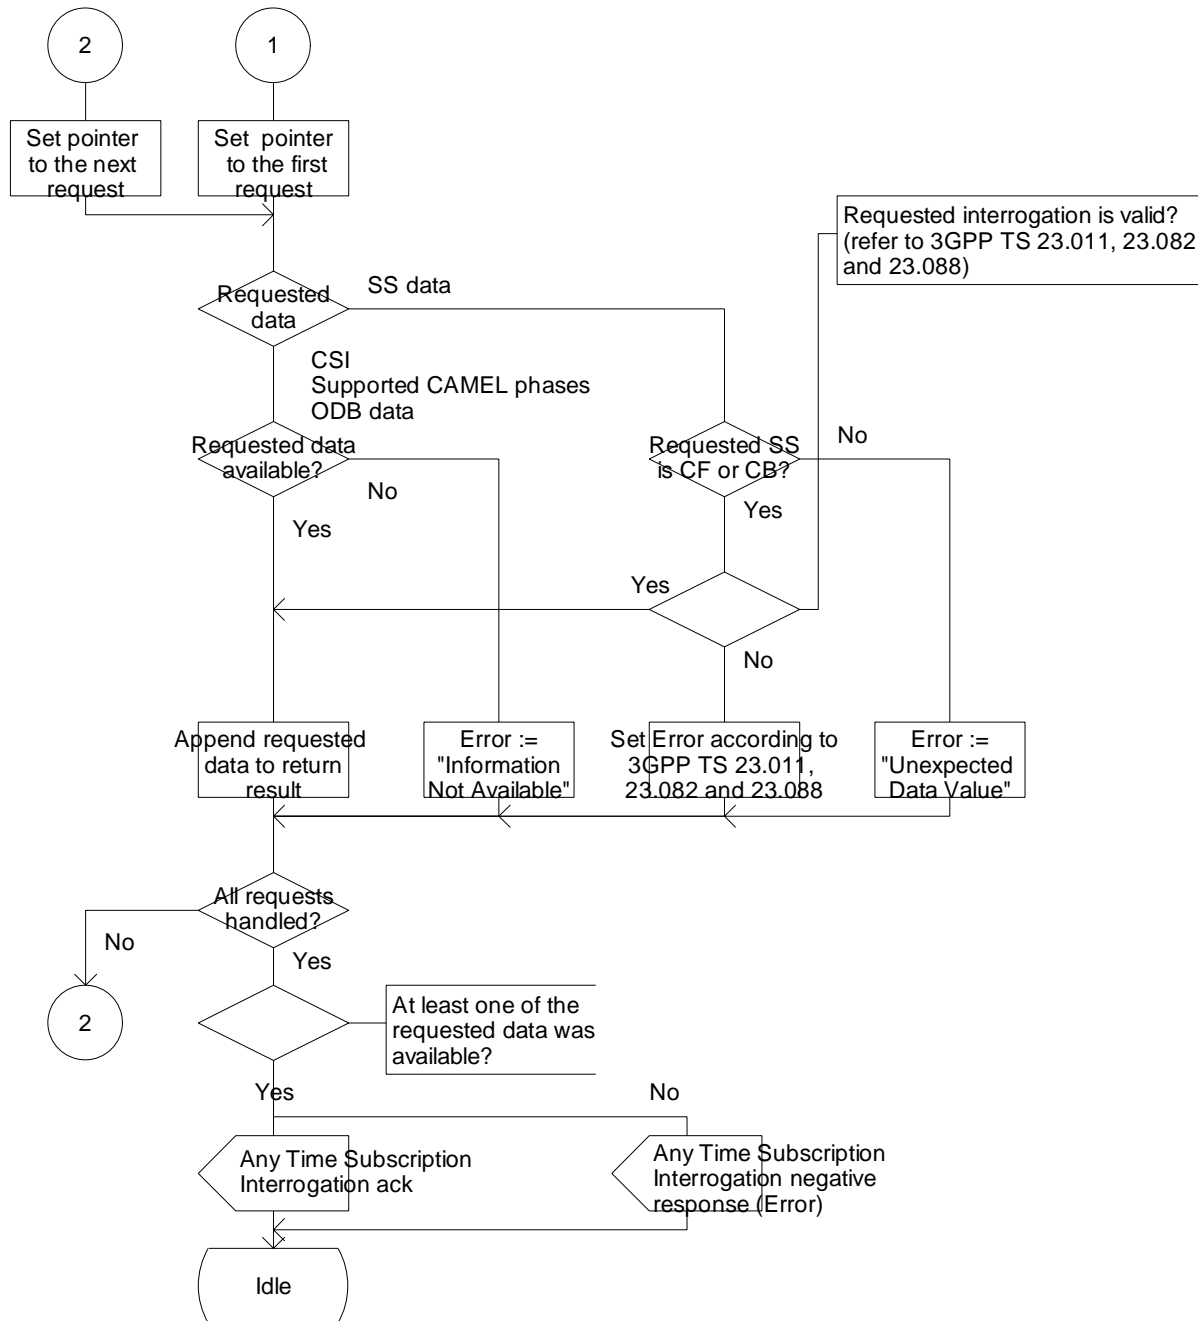 2
1
Set pointer
to the next
request
Set pointer
to the first
request
Requested interrogation is valid?
(refer to 3GPP TS 23.011, 23.082
and 23.088)
Requested
data
SS data
CSI
Supported CAMEL phases
ODB data
Requested data
available?
No
Yes
Requested SS
is CF or CB?
No
Yes
Yes
No
Append requested
data to return
result
Error :=
"Information
Not Available"
Set Error according to
3GPP TS 23.011,
23.082 and 23.088
Error :=
"Unexpected
Data Value"
All requests
handled?
No
Yes
2
At least one of the
requested data was
available?
Yes
No
Any Time Subscription
Interrogation ack
Any Time Subscription
Interrogation negative
response (Error)
Idle